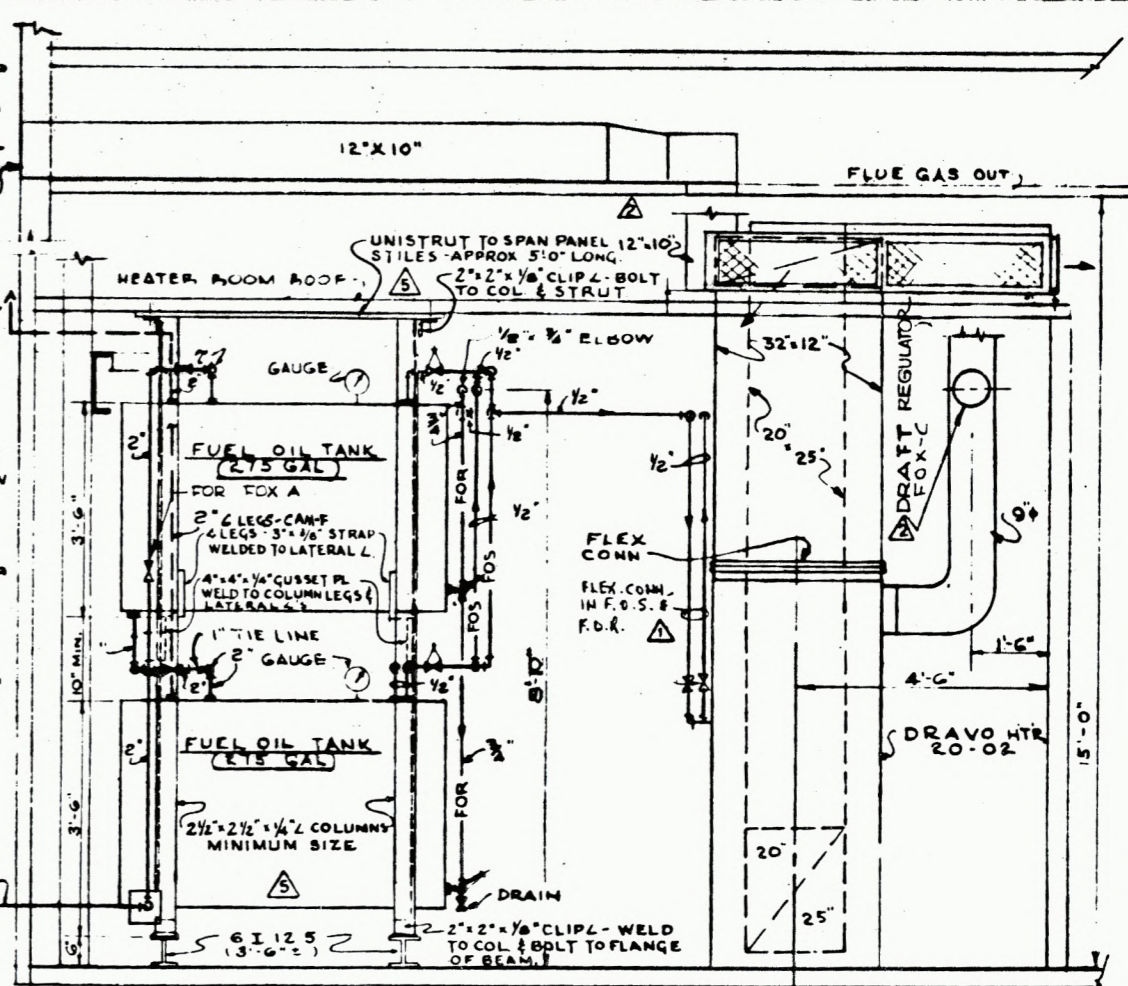 12"X10"
FLUE GAS OUT
2
UNISTRUT TO SPAN PANEL
STILES-APPROX 5'0" LONG.
12"x10"
HEATER ROOM ROOF
5
2"x2"x1/8" CLIP L - BOLT
TO COL. & STRUT
1/2" x 3/4" ELBOW
1/2"
32"x12"
GAUGE
1/2"
1/2"
1/2"
2"
FUEL OIL TANK
275 GAL
FOR
1/2"
20"x25"
DRAFT REGULATOR
FOX-C
FOR FOX A
3'-6"
2" L LEGS-CAM-F
L LEGS - 3"x3/8" STRAP
WELDED TO LATERAL L.
1/2"
9"ϕ
FLEX
CONN
4"x4"x1/4" GUSSET PL
WELD TO COLUMN LEGS &
LATERAL L'S
FOS
FOS
FLEX. CONN.
IN F.O.S. &
F.O.R.
1
10" MIN.
1" TIE LINE
2" GAUGE
2"
1/2"
8'-10"
1'-6"
4'-6"
2"
FUEL OIL TANK
275 GAL
3/4"
DRAVO HTR
20-02
15'-0"
FOR
3'-6"
2 1/2"x2 1/2"x1/4" L COLUMNS
MINIMUM SIZE
5
20"
25"
DRAIN
6"
6 I 12.5
(3'-6"±)
2"x2"x1/8" CLIP L - WELD
TO COL. & BOLT TO FLANGE
OF BEAM.